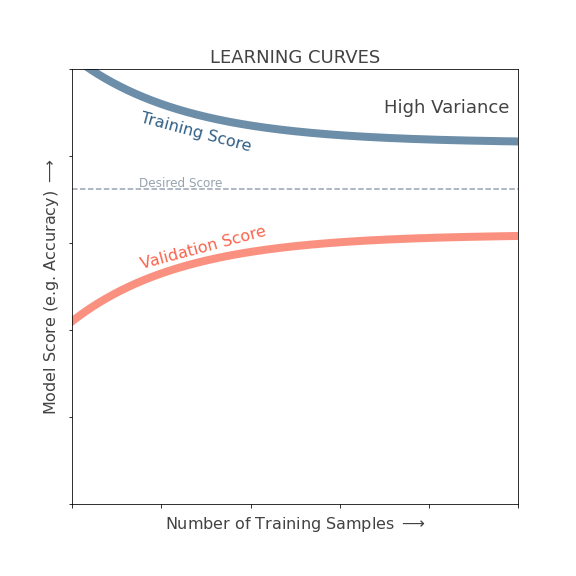 LEARNING CURVES
High Variance
Training Score
Desired Score
Validation Score
Model Score (e.g. Accuracy) ⟶
Number of Training Samples ⟶